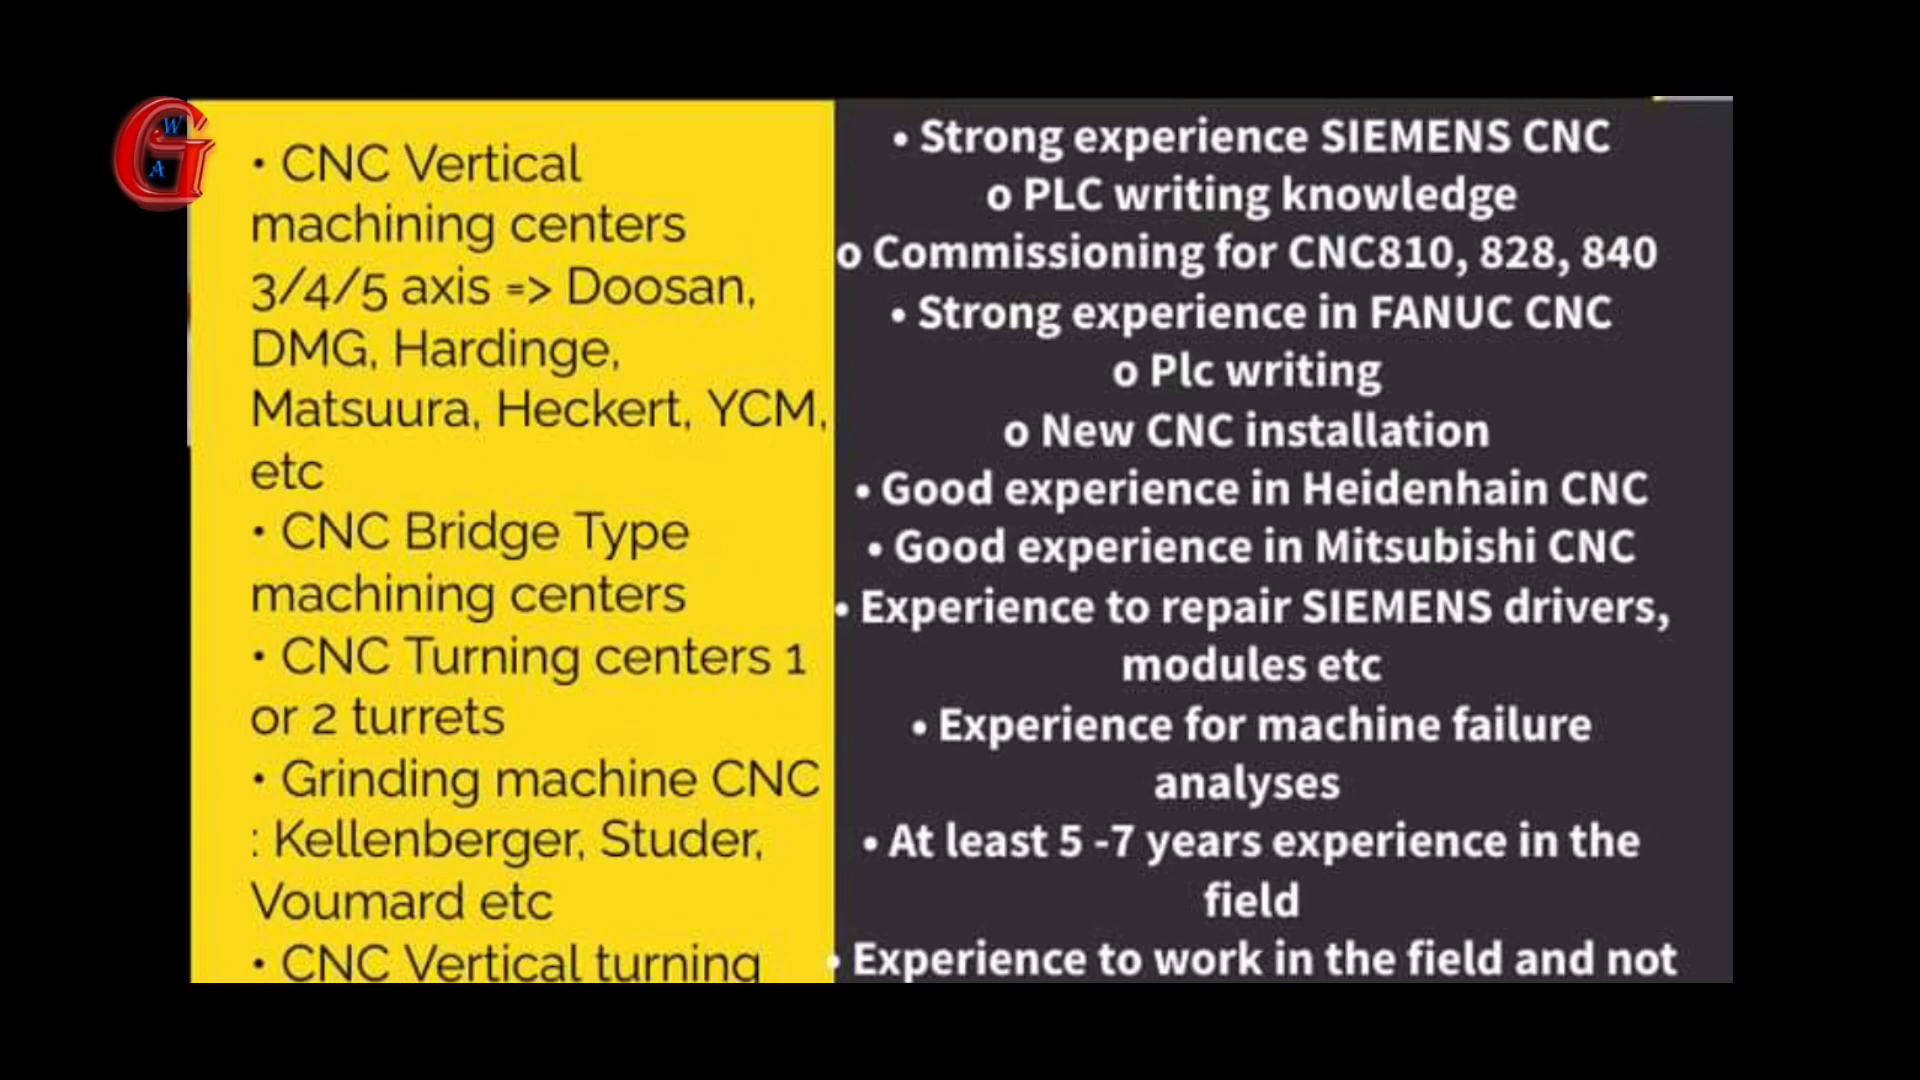 G
W
A
• CNC Vertical
machining centers
3/4/5 axis => Doosan,
DMG, Hardinge,
Matsuura, Heckert, YCM,
etc
• CNC Bridge Type
machining centers
• CNC Turning centers 1
or 2 turrets
• Grinding machine CNC
: Kellenberger, Studer,
Voumard etc
• CNC Vertical turning
• Strong experience SIEMENS CNC
o PLC writing knowledge
o Commissioning for CNC810, 828, 840
• Strong experience in FANUC CNC
o Plc writing
o New CNC installation
• Good experience in Heidenhain CNC
• Good experience in Mitsubishi CNC
• Experience to repair SIEMENS drivers,
modules etc
• Experience for machine failure
analyses
• At least 5 -7 years experience in the
field
• Experience to work in the field and not